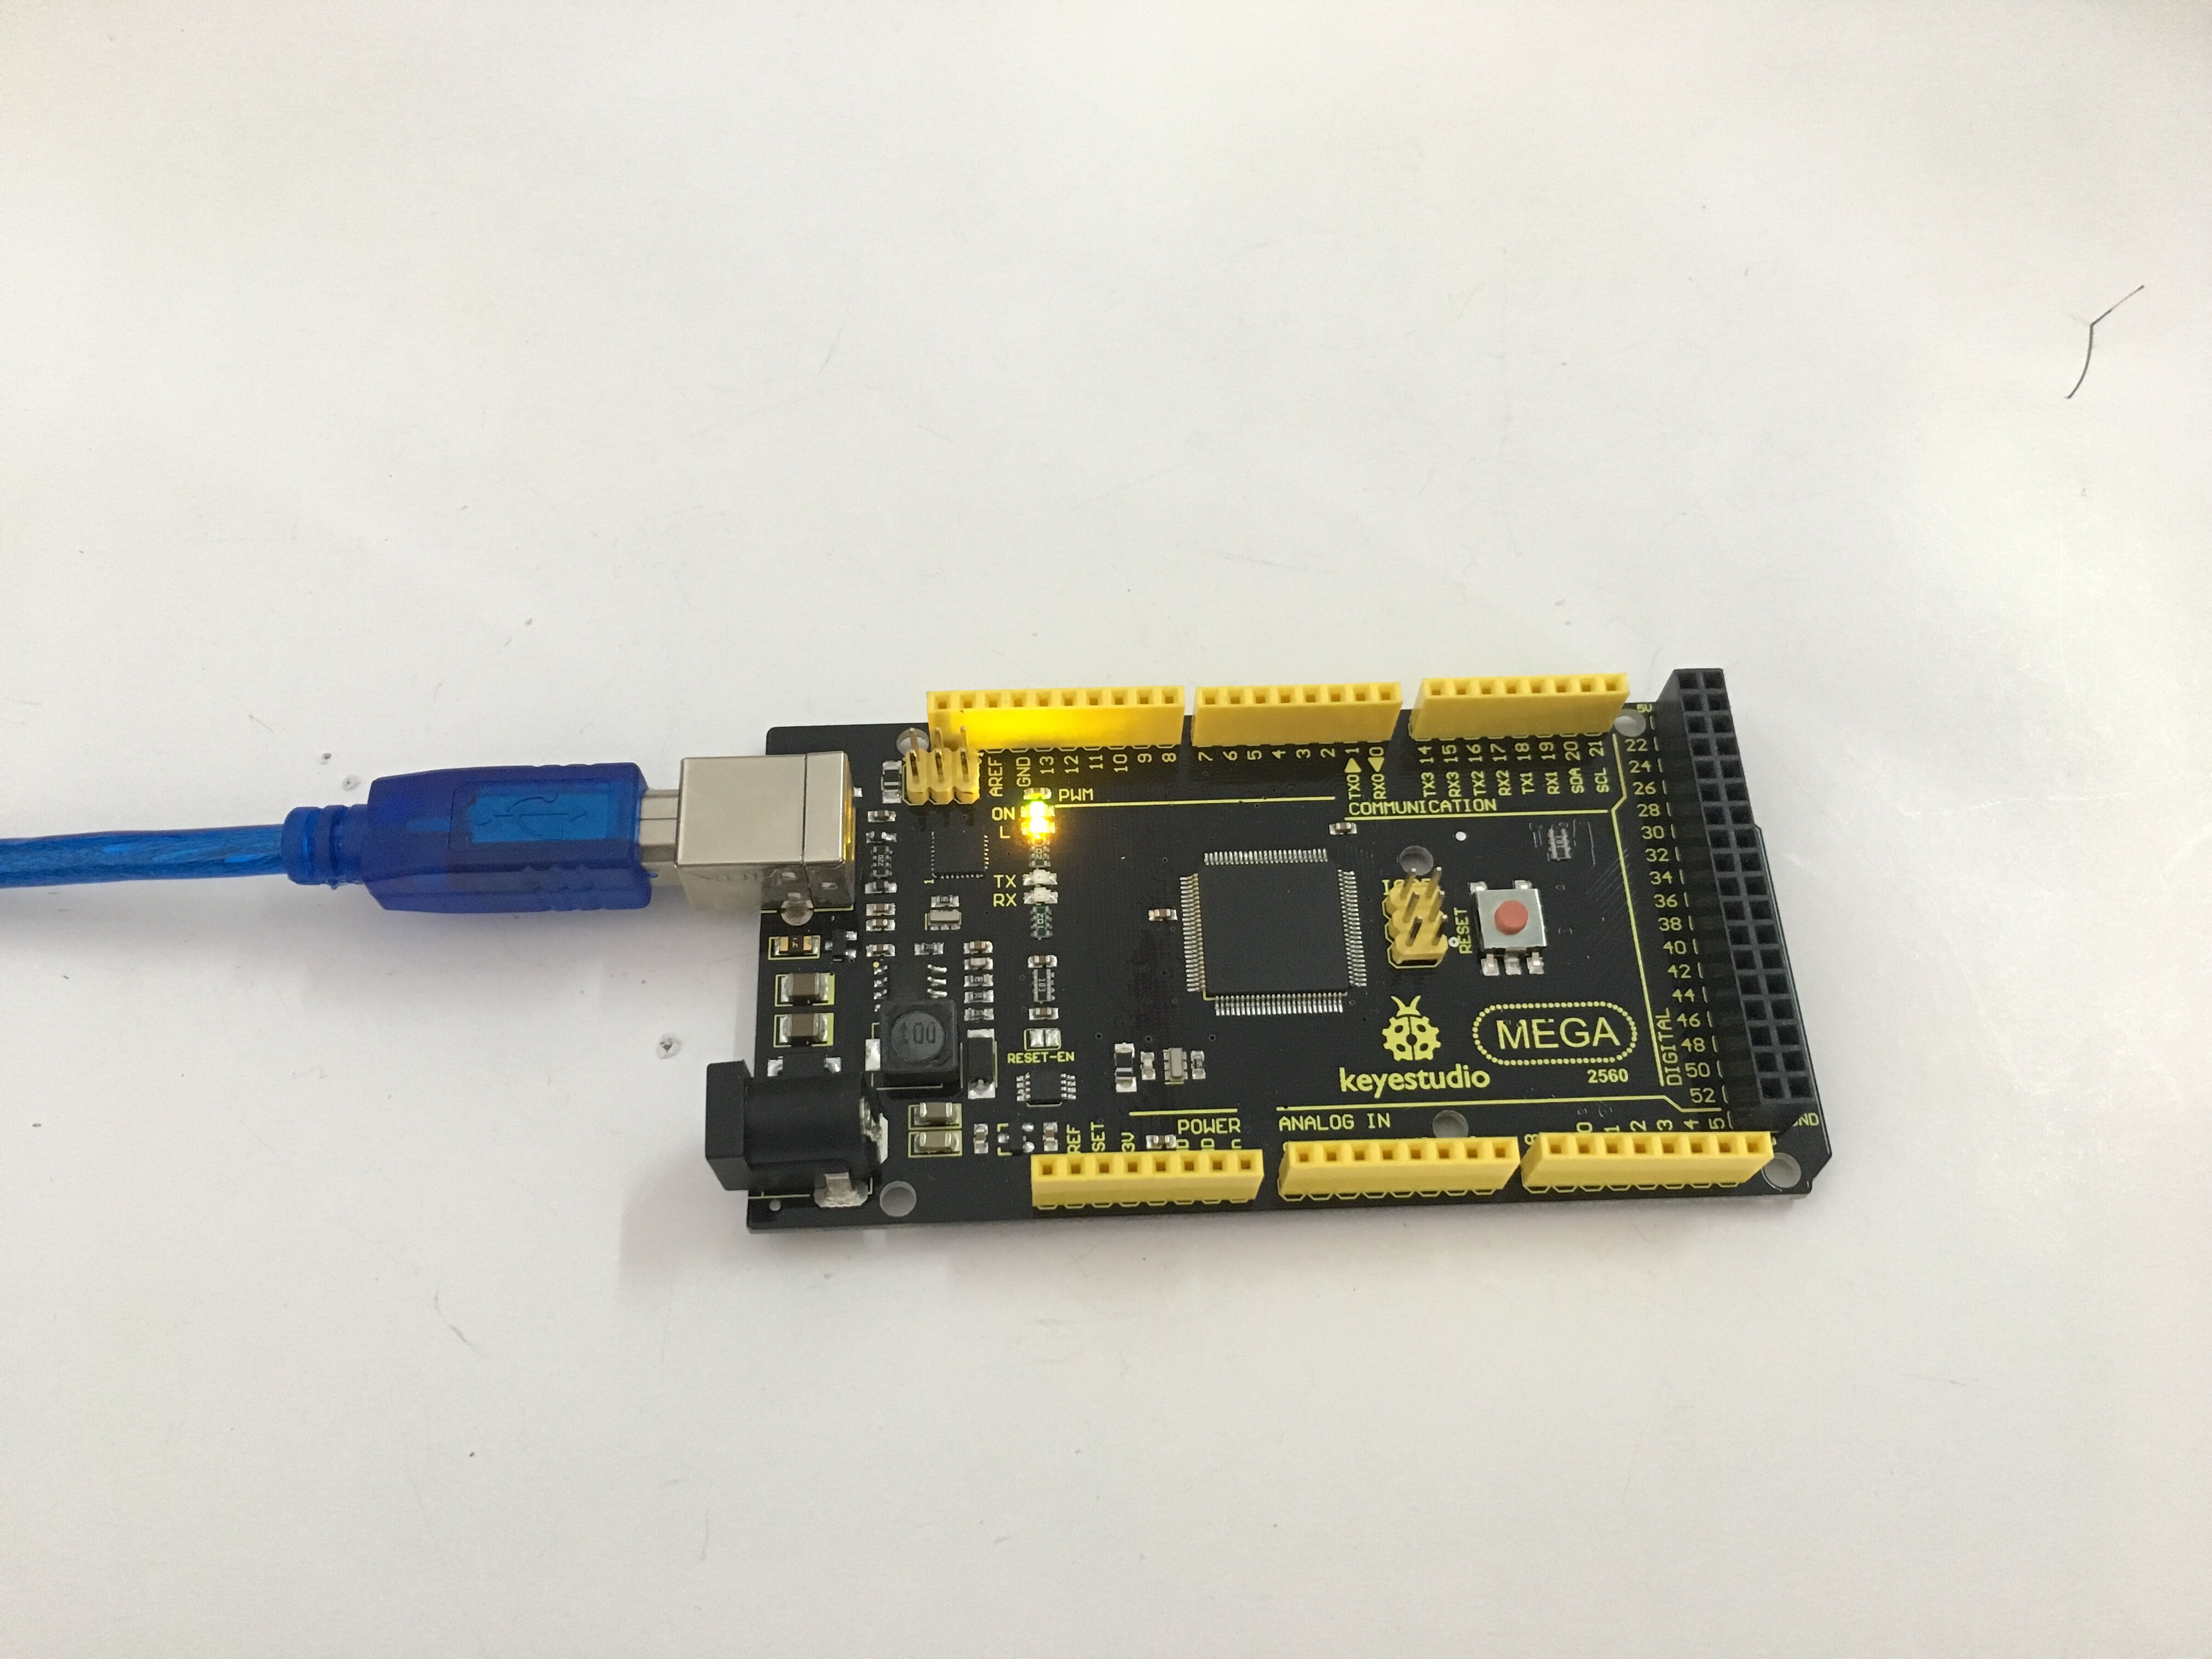 AREF
GND
13
12
11
10
9
8
7
6
5
4
3
2
TX0 1
RX0 0
TX3 14
RX3 15
TX2 16
RX2 17
TX1 18
RX1 19
SDA 20
SCL 21
5V
PWM
COMMUNICATION
ON
L
TX
RX
1
22
24
26
28
30
32
34
36
38
40
42
44
46
48
50
52
DIGITAL
RESET
100
RESET-EN
MEGA
2560
keyestudio
POWER
ANALOG IN
GND